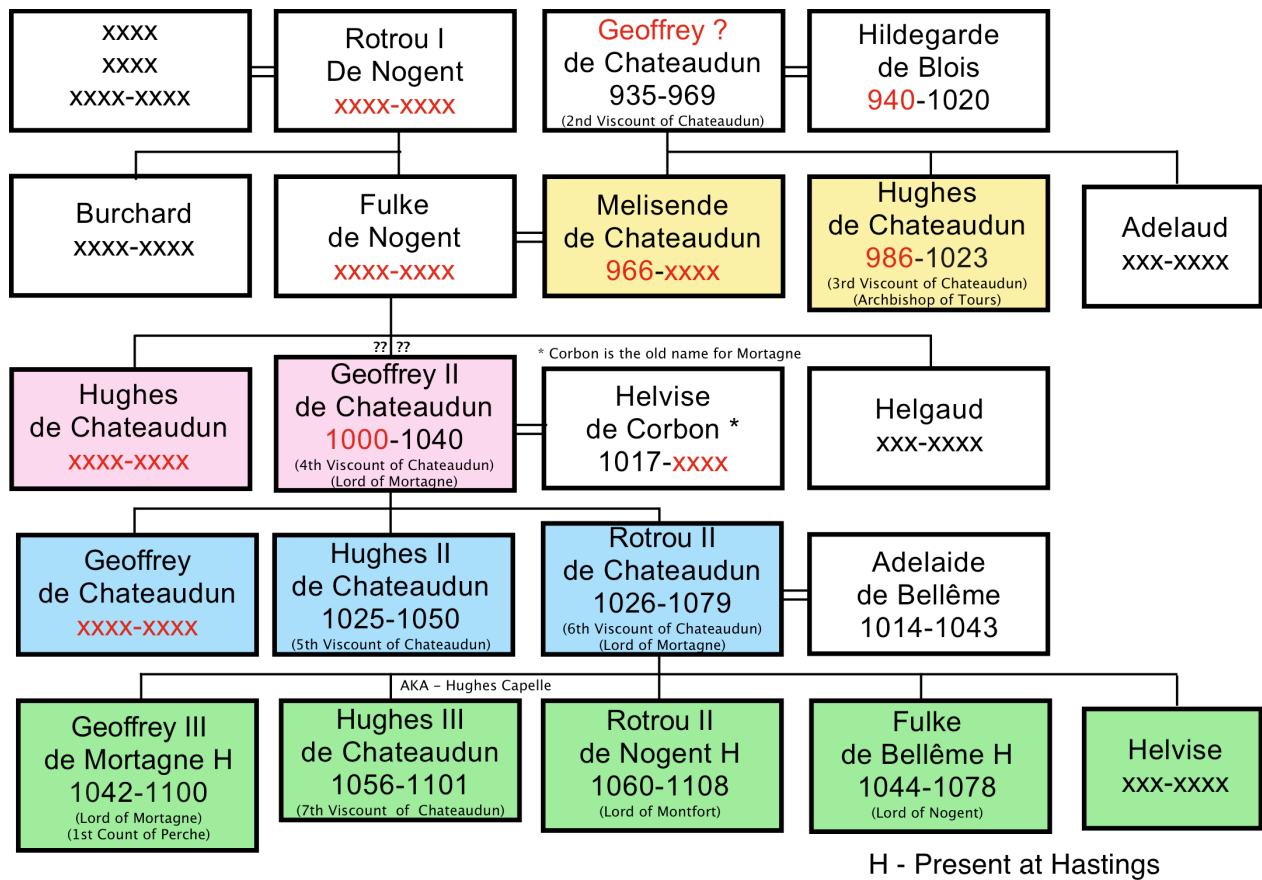 xxxx
xxxx
xxxx-xxxx
Rotrou I
De Nogent
xxxx-xxxx
Geoffrey ?
de Chateaudun
935-969
(2nd Viscount of Chateaudun)
Hildegarde
de Blois
940-1020
Burchard
xxxx-xxxx
Fulke
de Nogent
xxxx-xxxx
Melisende
de Chateaudun
966-xxxx
Hughes
de Chateaudun
986-1023
(3rd Viscount of Chateaudun)
(Archbishop of Tours)
Adelaud
xxx-xxxx
?? ??
* Corbon is the old name for Mortagne
Hughes
de Chateaudun
xxxx-xxxx
Geoffrey II
de Chateaudun
1000-1040
(4th Viscount of Chateaudun)
(Lord of Mortagne)
Helvise
de Corbon *
1017-xxxx
Helgaud
xxx-xxxx
Geoffrey
de Chateaudun
xxxx-xxxx
Hughes II
de Chateaudun
1025-1050
(5th Viscount of Chateaudun)
Rotrou II
de Chateaudun
1026-1079
(6th Viscount of Chateaudun)
(Lord of Mortagne)
Adelaide
de Bellême
1014-1043
AKA - Hughes Capelle
Geoffrey III
de Mortagne H
1042-1100
(Lord of Mortagne)
(1st Count of Perche)
Hughes III
de Chateaudun
1056-1101
(7th Viscount of Chateaudun)
Rotrou II
de Nogent H
1060-1108
(Lord of Montfort)
Fulke
de Bellême H
1044-1078
(Lord of Nogent)
Helvise
xxx-xxxx
H - Present at Hastings